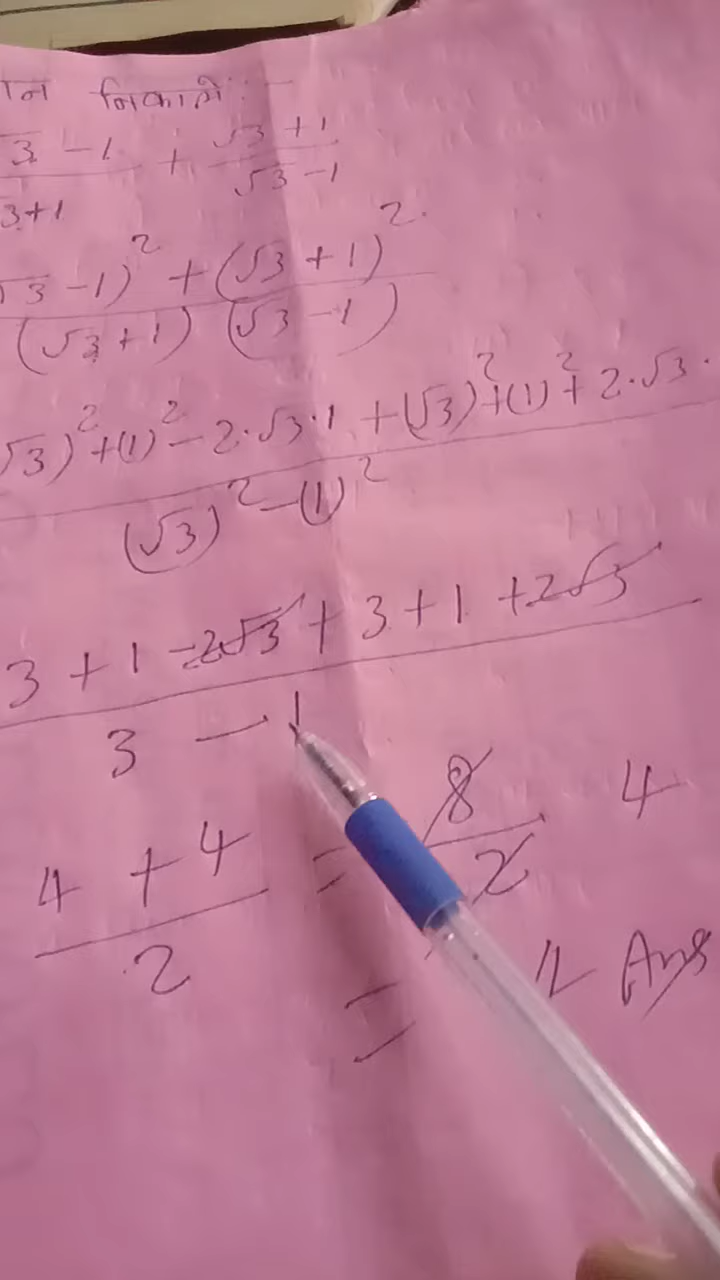 मान निकाले :-
√3 - 1 / √3 + 1 + √3 + 1 / √3 - 1
(√3 - 1)² + (√3 + 1)²
(√3 + 1) (√3 - 1)
(√3)² + (1)² - 2·√3·1 + (√3)² + (1)² + 2·√3·
(√3)² - (1)²
3 + 1 - 2√3 + 3 + 1 + 2√3
3 - 1
4 + 4 / 2 = 8 / 2 4
= 4 Ans